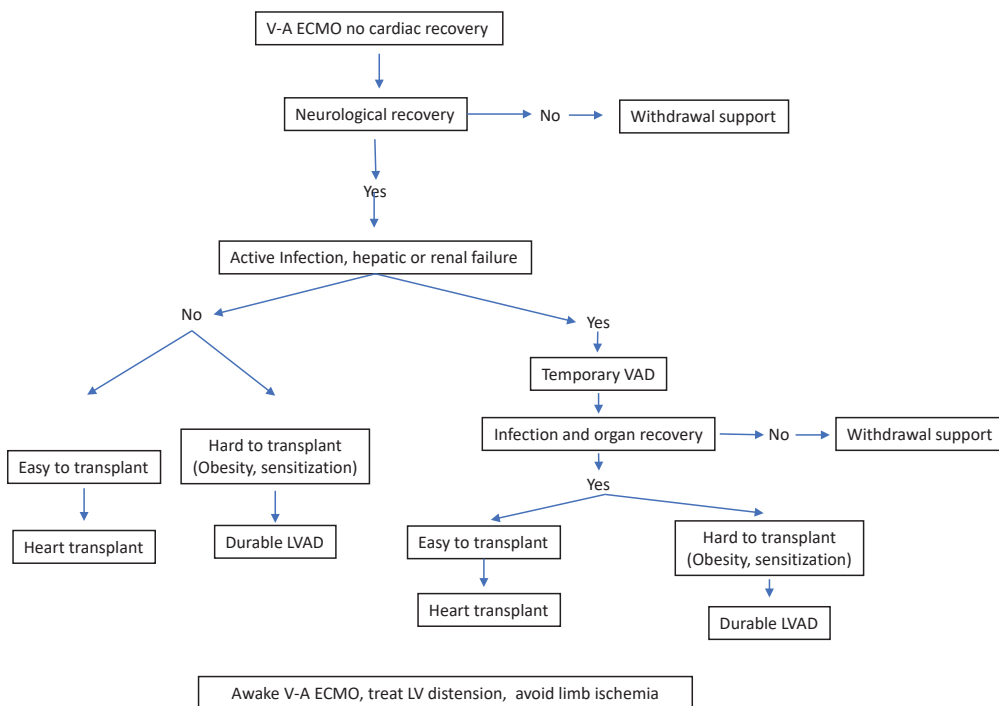 V-A ECMO no cardiac recovery
Neurological recovery
No
Withdrawal support
Yes
Active Infection, hepatic or renal failure
No
Yes
Temporary VAD
Infection and organ recovery
No
Withdrawal support
Easy to transplant
Hard to transplant
(Obesity, sensitization)
Heart transplant
Durable LVAD
Yes
Easy to transplant
Hard to transplant
(Obesity, sensitization)
Heart transplant
Durable LVAD
Awake V-A ECMO, treat LV distension,  avoid limb ischemia